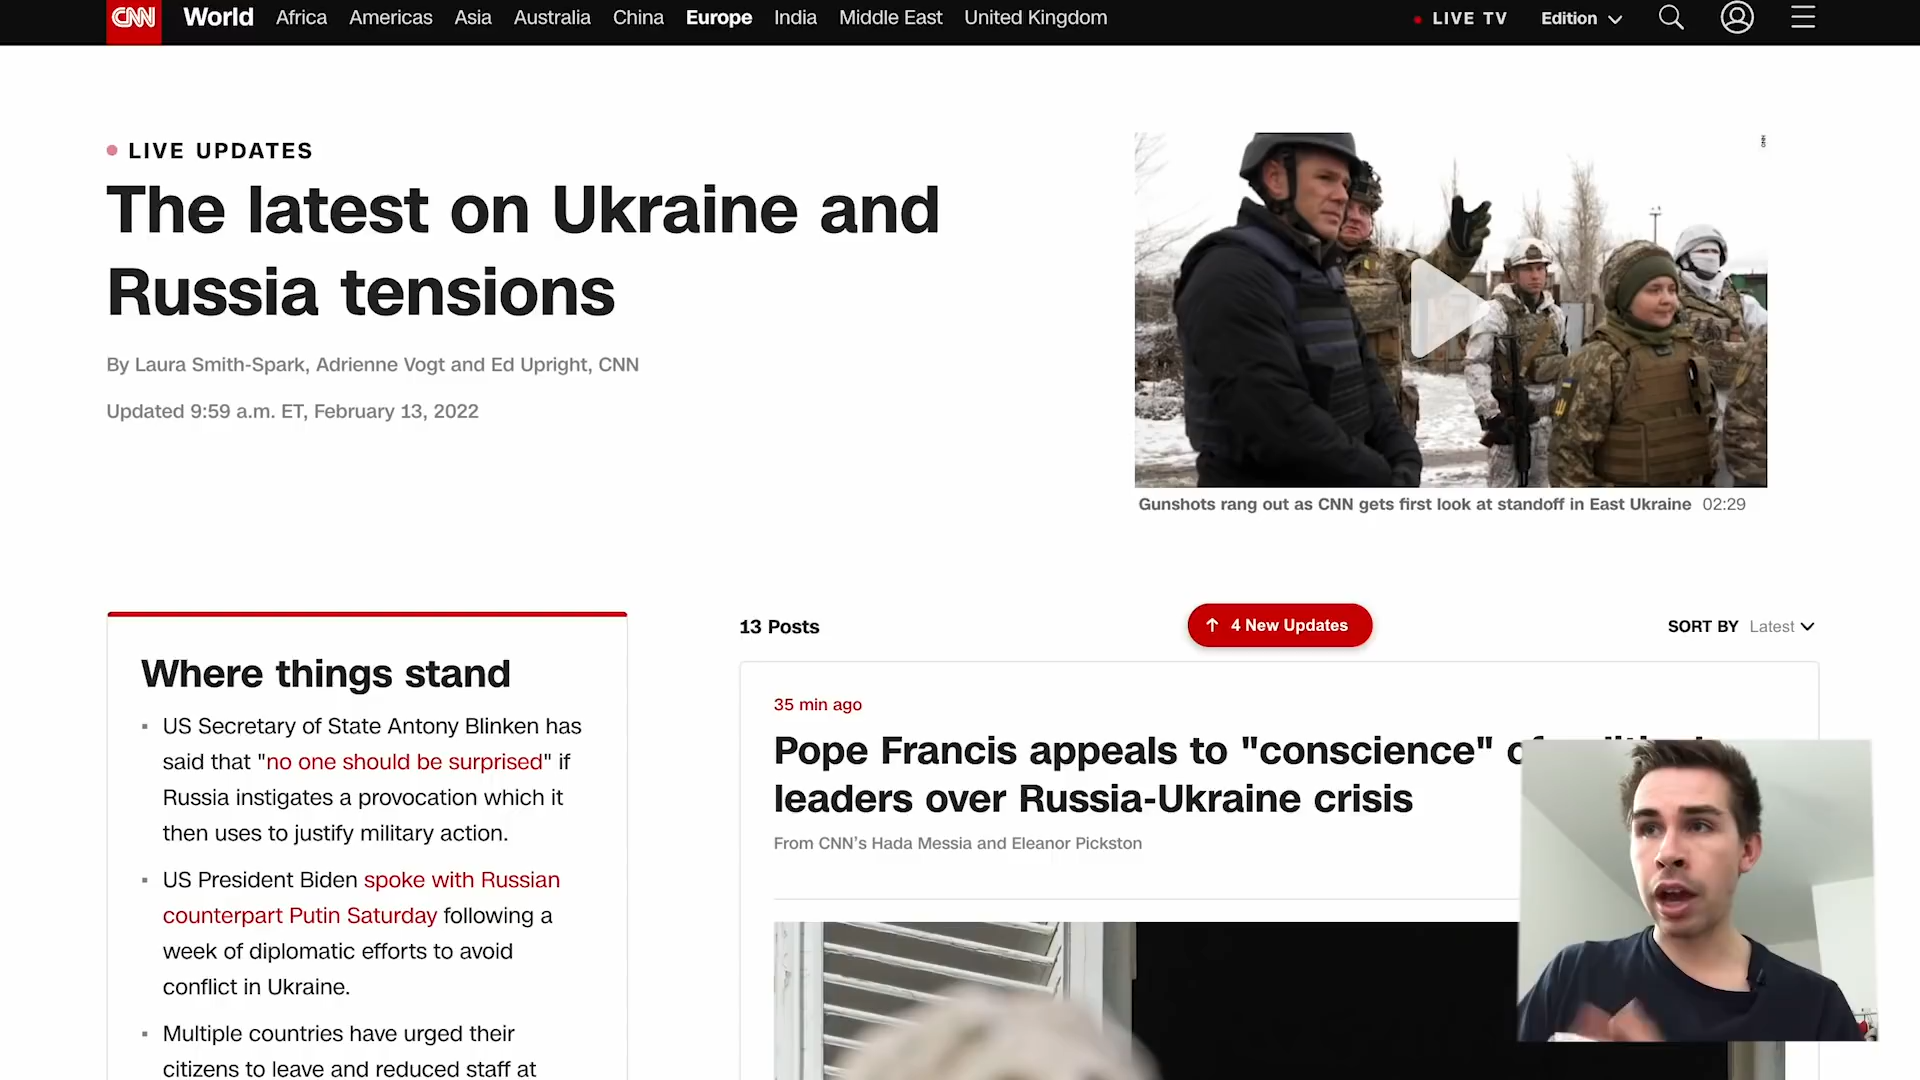 CNN World Africa Americas Asia Australia China Europe India Middle East United Kingdom LIVE TV Edition
LIVE UPDATES
The latest on Ukraine and
Russia tensions
By Laura Smith-Spark, Adrienne Vogt and Ed Upright, CNN
Updated 9:59 a.m. ET, February 13, 2022
CNN
Gunshots rang out as CNN gets first look at standoff in East Ukraine 02:29
Where things stand
▪ US Secretary of State Antony Blinken has
said that "no one should be surprised" if
Russia instigates a provocation which it
then uses to justify military action.
▪ US President Biden spoke with Russian
counterpart Putin Saturday following a
week of diplomatic efforts to avoid
conflict in Ukraine.
▪ Multiple countries have urged their
citizens to leave and reduced staff at
13 Posts
↑ 4 New Updates
SORT BY Latest
35 min ago
Pope Francis appeals to "conscience"
leaders over Russia-Ukraine crisis
From CNN's Hada Messia and Eleanor Pickston